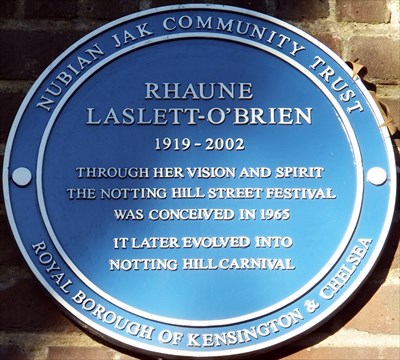 NUBIAN JAK COMMUNITY TRUST
RHAUNE
LASLETT-O'BRIEN
1919-2002
THROUGH HER VISION AND SPIRIT
THE NOTTING HILL STREET FESTIVAL
WAS CONCEIVED IN 1965
IT LATER EVOLVED INTO
NOTTING HILL CARNIVAL
ROYAL BOROUGH OF KENSINGTON & CHELSEA